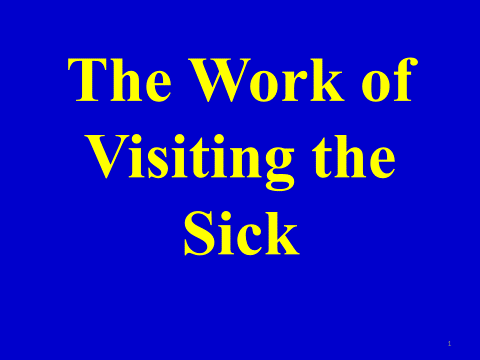 The Work of
Visiting the
Sick
1